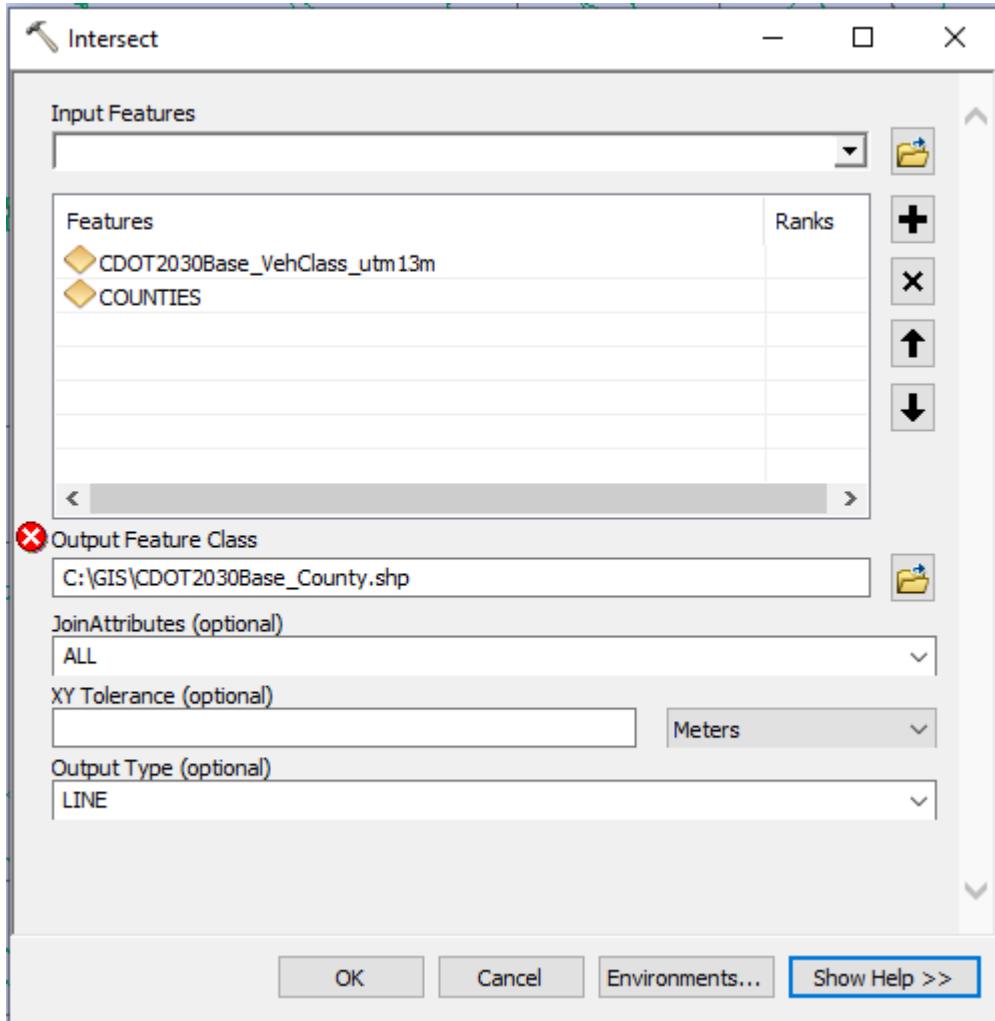 Intersect
Input Features
Features Ranks
CDOT2030Base_VehClass_utm13m
COUNTIES
Output Feature Class
C:\GIS\CDOT2030Base_County.shp
JoinAttributes (optional)
ALL
XY Tolerance (optional)
Meters
Output Type (optional)
LINE
OK Cancel Environments... Show Help >>